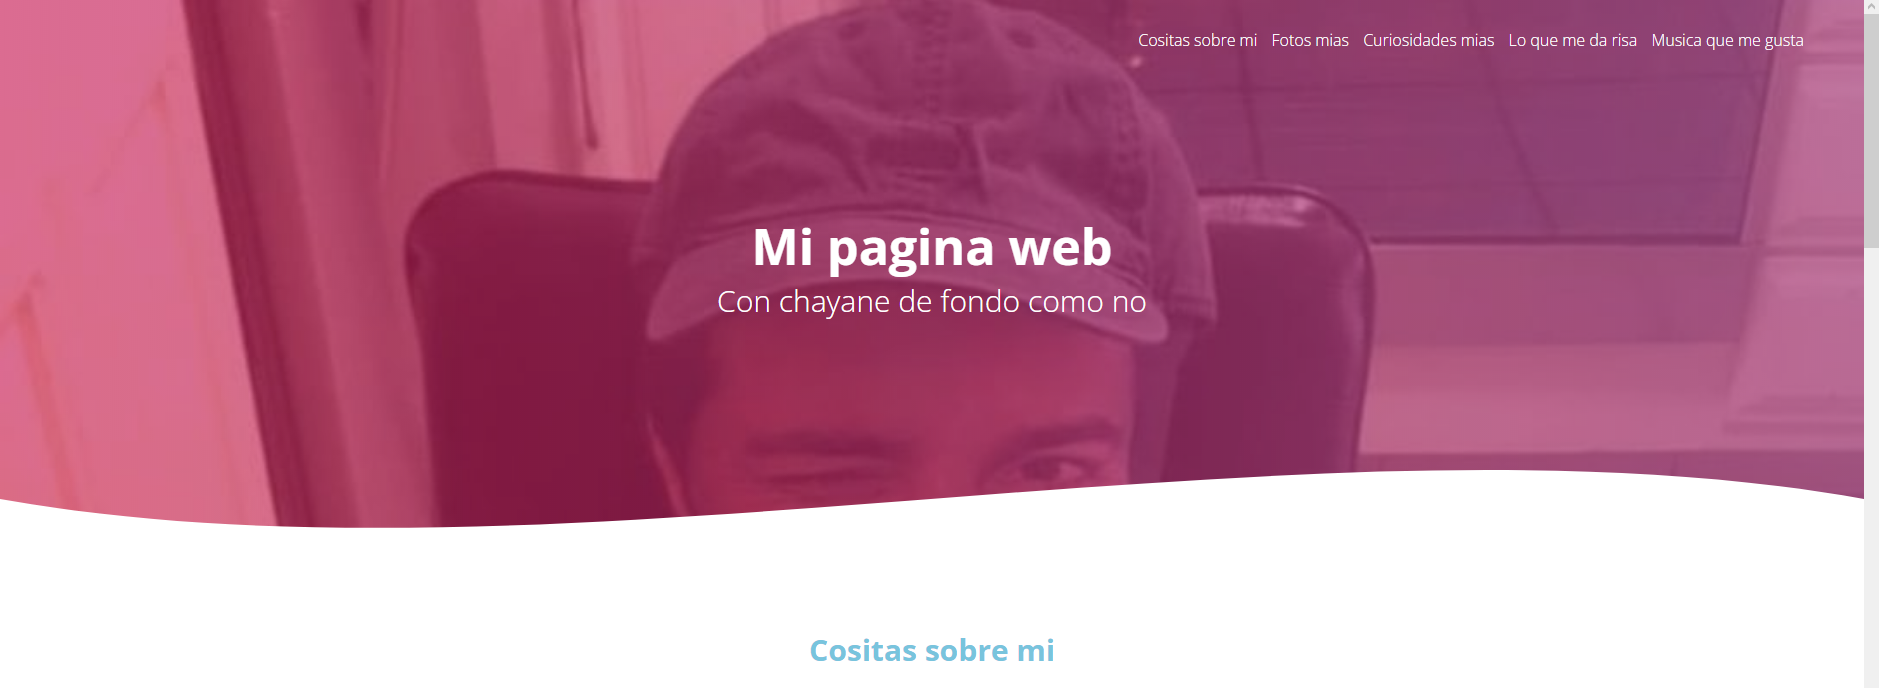 Cositas sobre mi Fotos mias Curiosidades mias Lo que me da risa Musica que me gusta
Mi pagina web
Con chayane de fondo como no
Cositas sobre mi